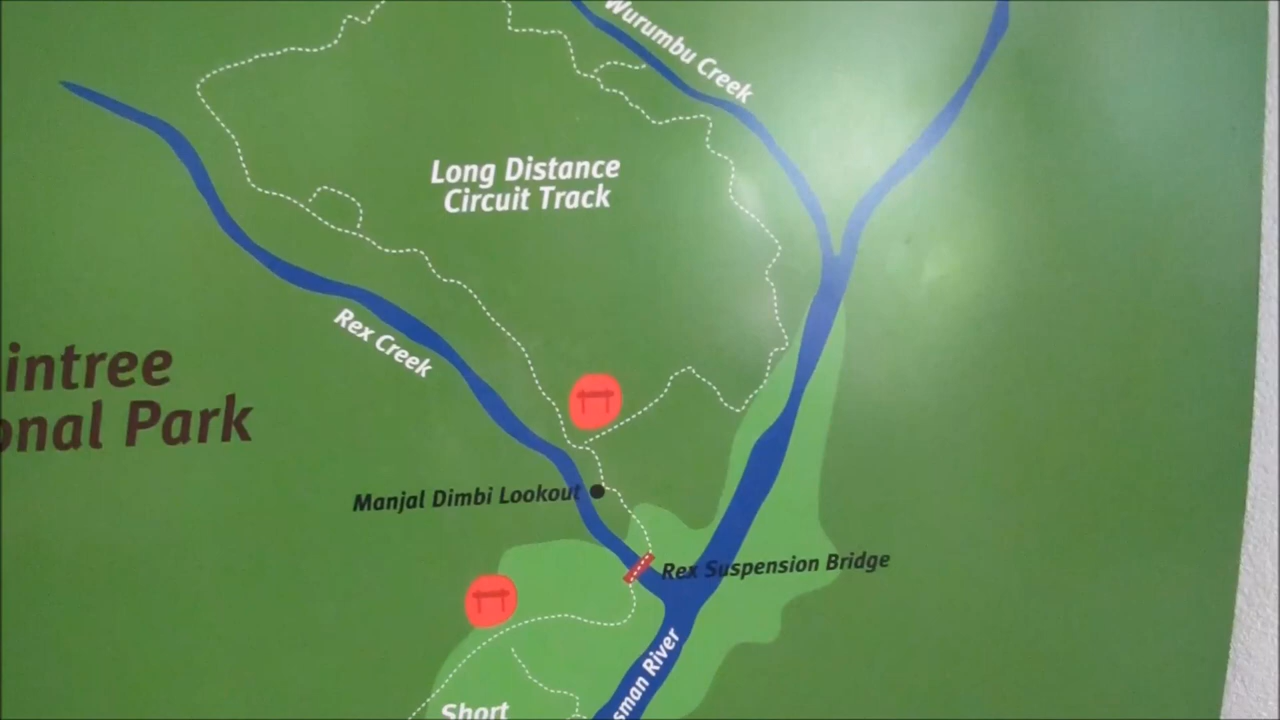 Wurumbu Creek
Long Distance
Circuit Track
Rex Creek
intree
onal Park
Manjal Dimbi Lookout
Rex Suspension Bridge
sman River
Short